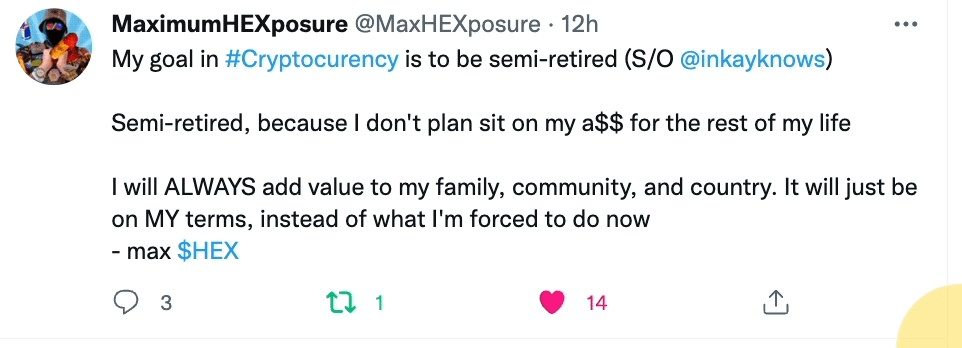 MaximumHEXposure @MaxHEXposure · 12h
My goal in #Cryptocurency is to be semi-retired (S/O @inkayknows)
Semi-retired, because I don't plan sit on my a$$ for the rest of my life
I will ALWAYS add value to my family, community, and country. It will just be
on MY terms, instead of what I'm forced to do now
- max $HEX
3 1 14